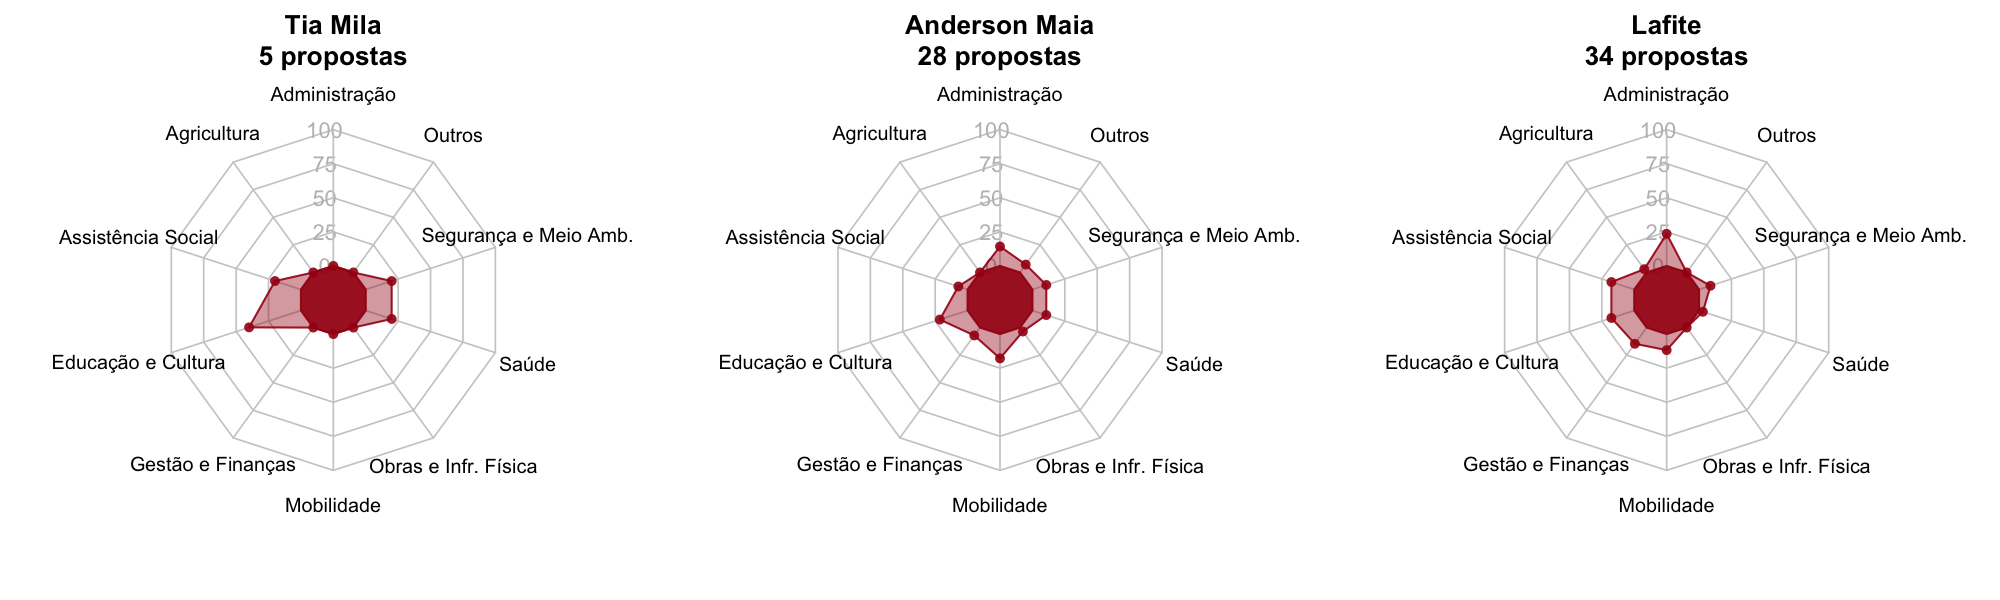 Tia Mila
5 propostas
Administração
Agricultura
Outros
100
75
50
25
0
Assistência Social
Segurança e Meio Amb.
Educação e Cultura
Saúde
Gestão e Finanças
Obras e Infr. Física
Mobilidade
Anderson Maia
28 propostas
Administração
Agricultura
Outros
100
75
50
25
0
Assistência Social
Segurança e Meio Amb.
Educação e Cultura
Saúde
Gestão e Finanças
Obras e Infr. Física
Mobilidade
Lafite
34 propostas
Administração
Agricultura
Outros
100
75
50
25
0
Assistência Social
Segurança e Meio Amb.
Educação e Cultura
Saúde
Gestão e Finanças
Obras e Infr. Física
Mobilidade